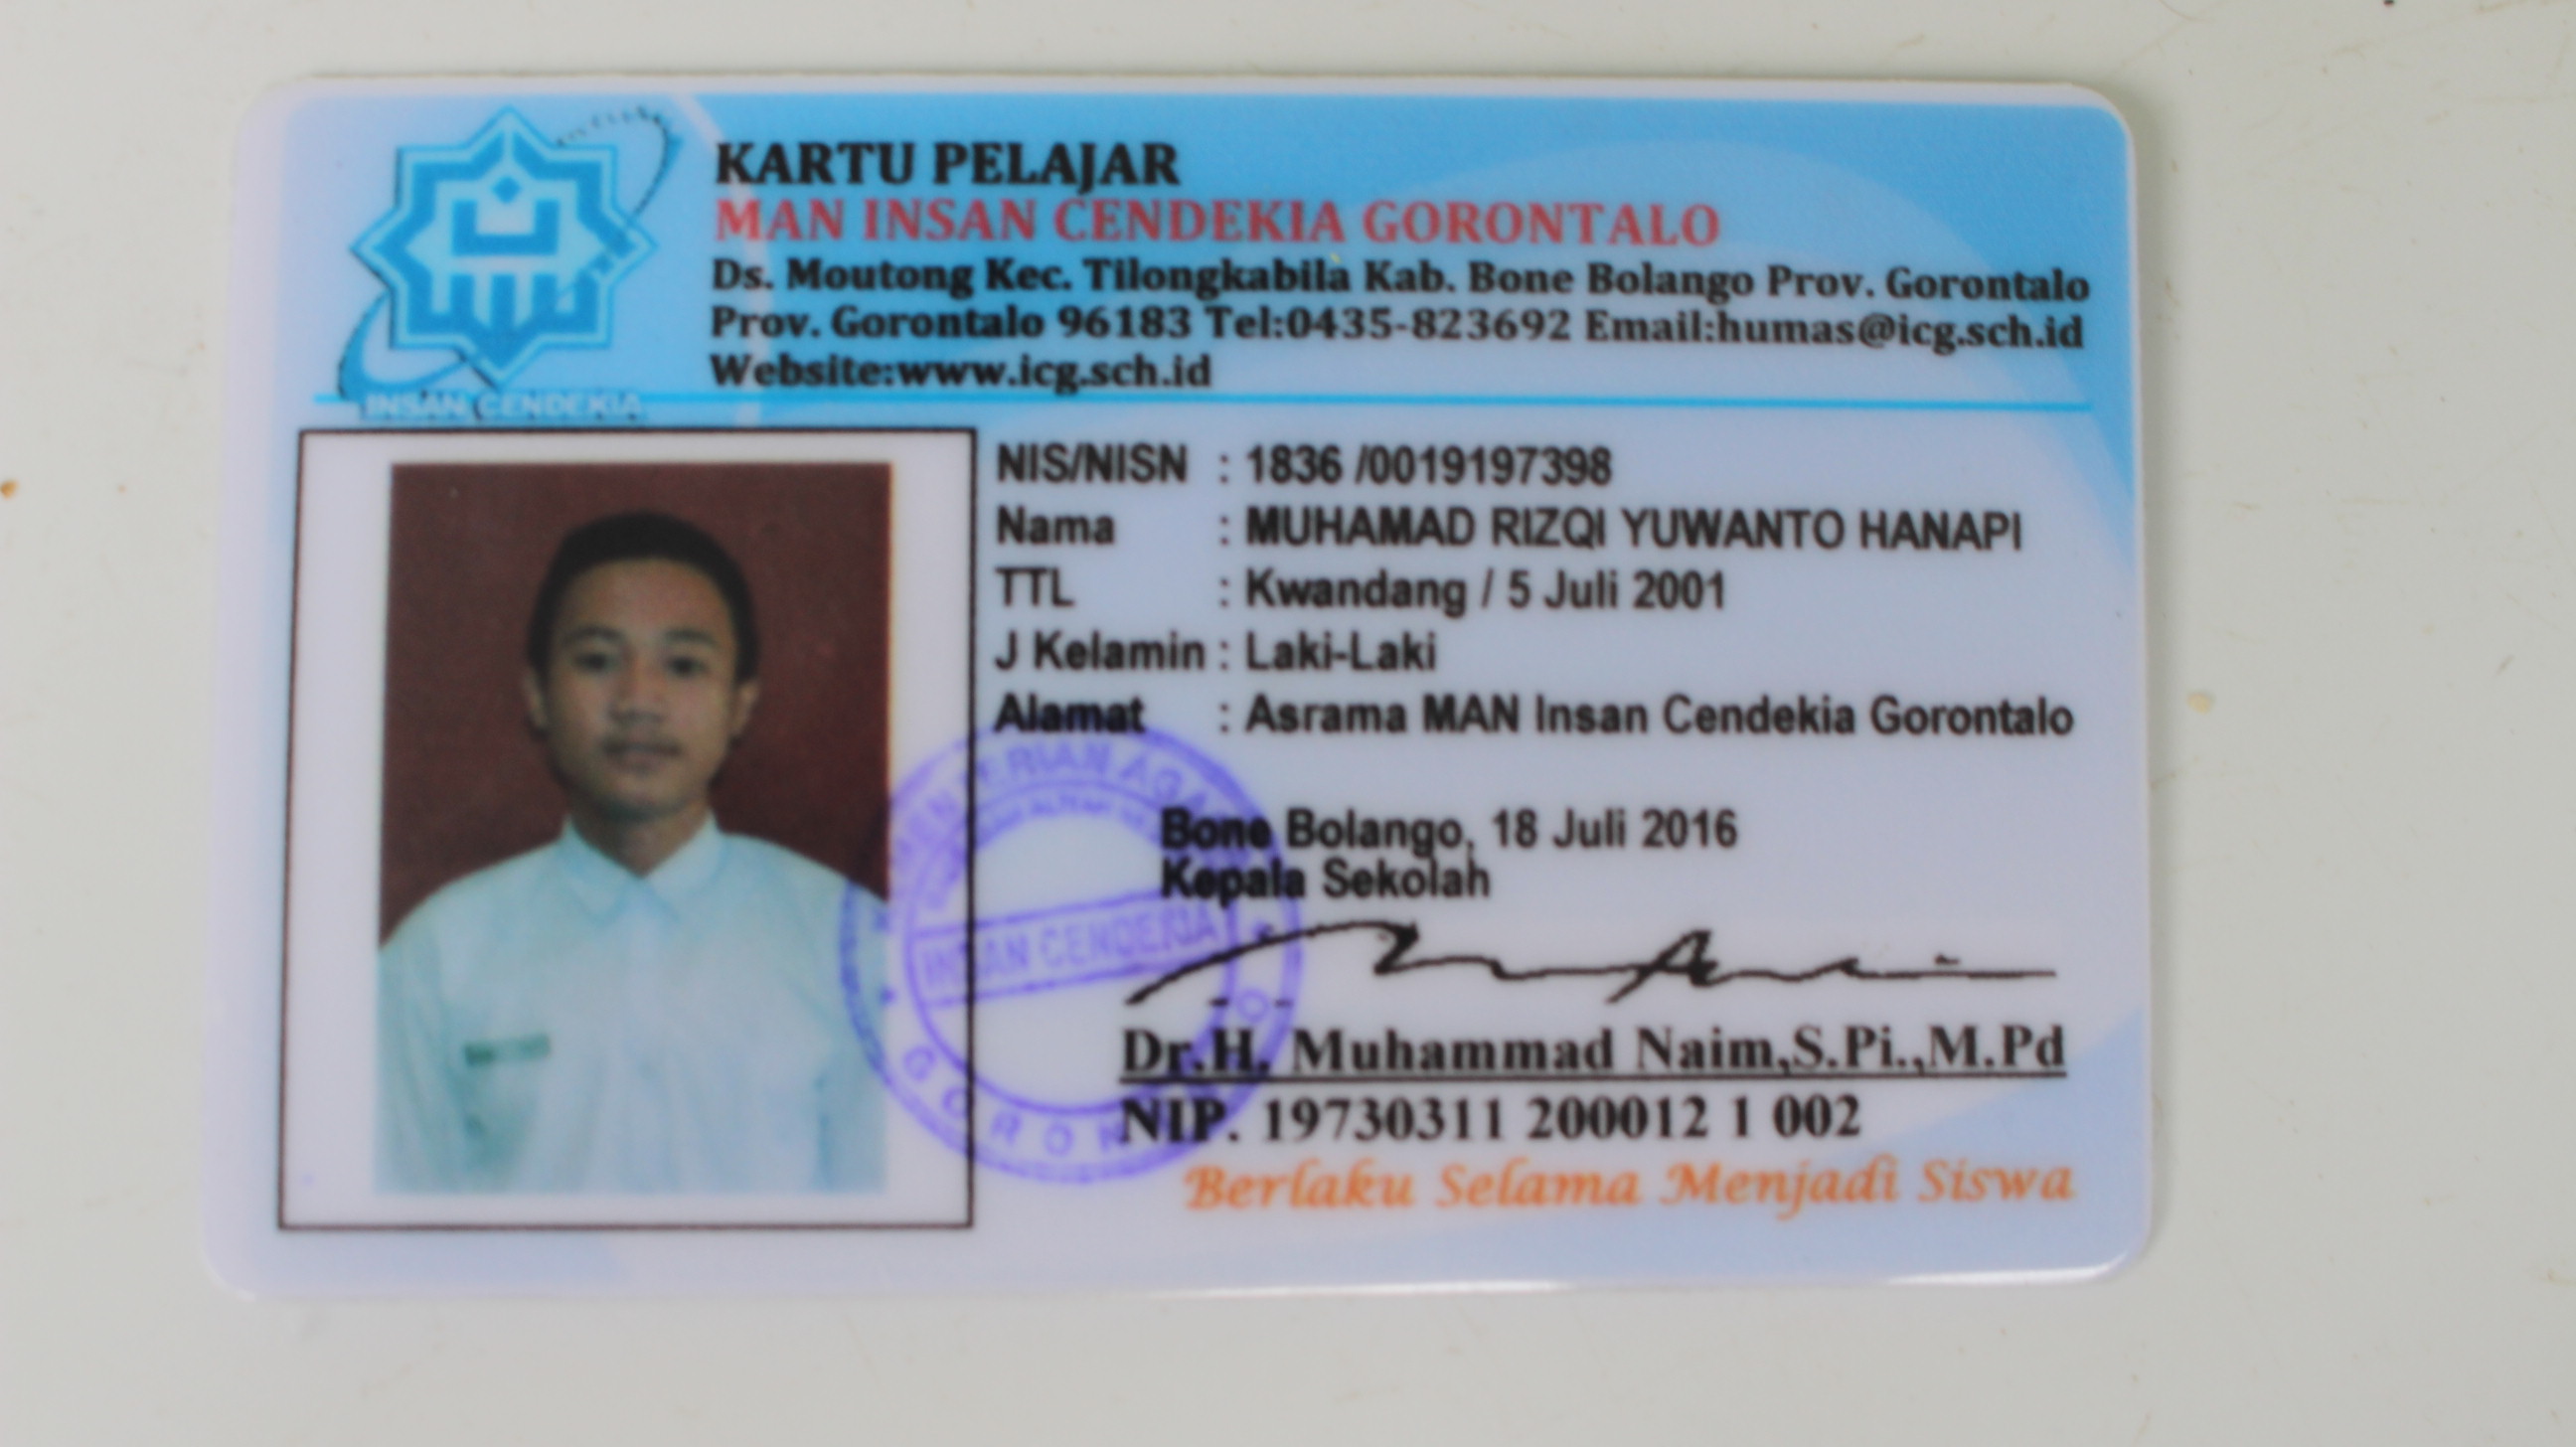 KARTU PELAJAR
MAN INSAN CENDEKIA GORONTALO
Ds. Moutong Kec. Tilongkabila Kab. Bone Bolango Prov. Gorontalo
Prov. Gorontalo 96183 Tel:0435-823692 Email:humas@icg.sch.id
Website:www.icg.sch.id
INSAN CENDEKIA
NIS/NISN : 1836 /0019197398
Nama : MUHAMAD RIZQI YUWANTO HANAPI
TTL : Kwandang / 5 Juli 2001
J Kelamin : Laki-Laki
Alamat : Asrama MAN Insan Cendekia Gorontalo
Bone Bolango, 18 Juli 2016
Kepala Sekolah
INSAN CENDEKIA
Dr.H. Muhammad Naim,S.Pi.,M.Pd
NIP. 19730311 200012 1 002
Berlaku Selama Menjadi Siswa